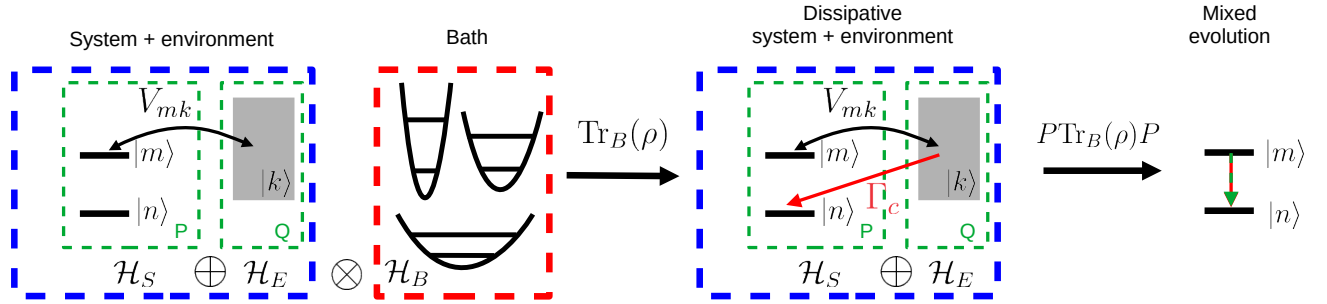 System + environment
Bath
Dissipative
system + environment
Mixed
evolution
V_{mk}
|m⟩
|k⟩
|n⟩
P
Q
ℋ_S ⊕ ℋ_E ⊗ ℋ_B
Tr_B(ρ)
V_{mk}
|m⟩
|k⟩
|n⟩
Γ_c
P
Q
ℋ_S ⊕ ℋ_E
PTr_B(ρ)P
|m⟩
|n⟩